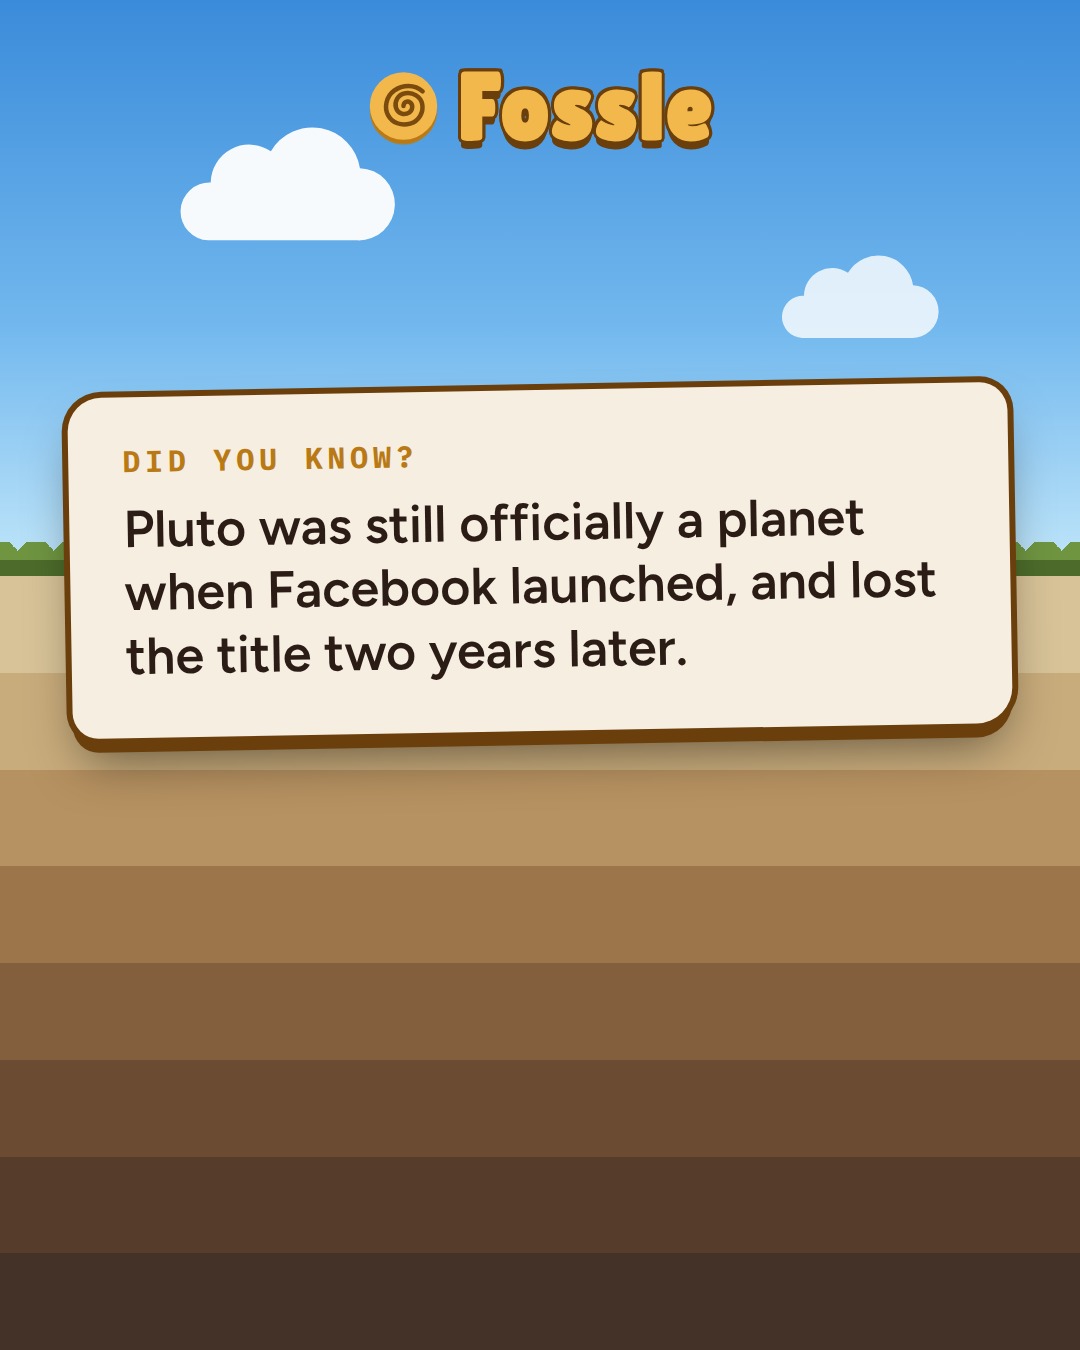 Fossle
DID YOU KNOW?
Pluto was still officially a planet
when Facebook launched, and lost
the title two years later.